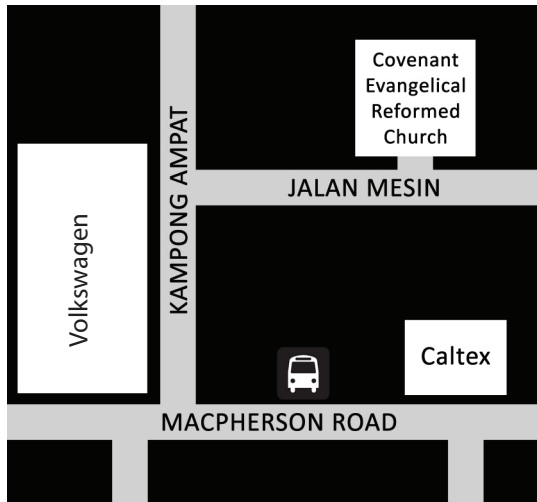 Covenant
Evangelical
Reformed
Church
JALAN MESIN
KAMPONG AMPAT
Volkswagen
Caltex
MACPHERSON ROAD